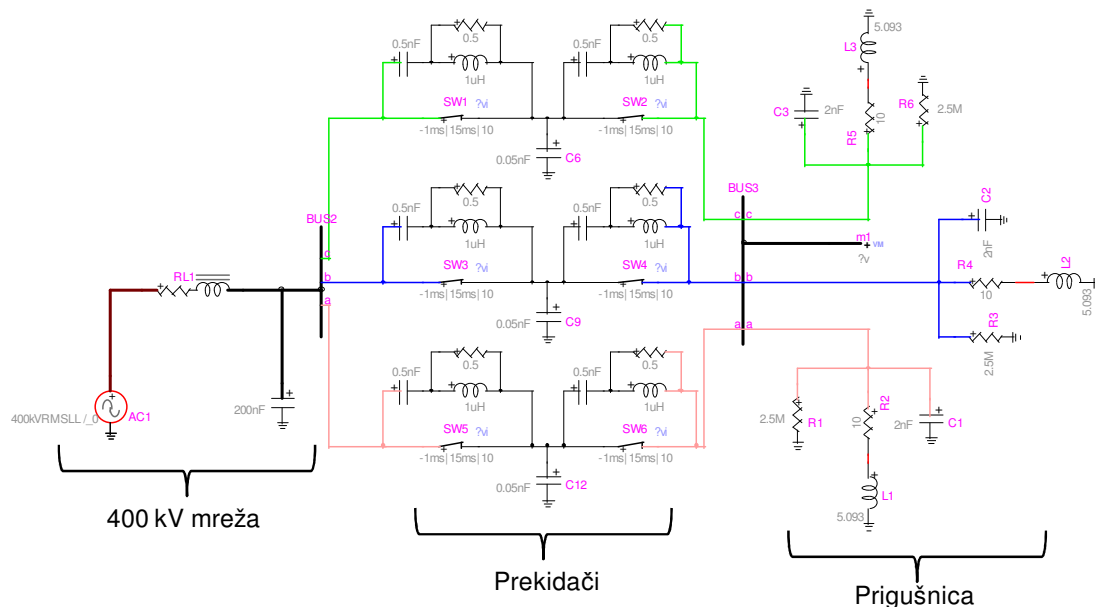 0.5
0.5
0.5nF
0.5nF
1uH
1uH
SW1 ?vi
SW2 ?vi
-1ms|15ms|10
-1ms|15ms|10
0.05nF
C6
5.093
L3
C3
2nF
R5
10
R6
2.5M
0.5
0.5
0.5nF
0.5nF
1uH
1uH
SW3 ?vi
SW4 ?vi
-1ms|15ms|10
-1ms|15ms|10
0.05nF
C9
BUS2
c
b
a
BUS3
c c
b b
a a
m1
VM
?v
C2
2nF
R4
10
L2
5.093
R3
2.5M
RL1
AC1
400kVRMSLL /_0
200nF
0.5
0.5
0.5nF
0.5nF
1uH
1uH
SW5 ?vi
SW6 ?vi
-1ms|15ms|10
-1ms|15ms|10
0.05nF
C12
2.5M
R1
R2
10
2nF
C1
L1
5.093
400 kV mreža
Prekidači
Prigušnica